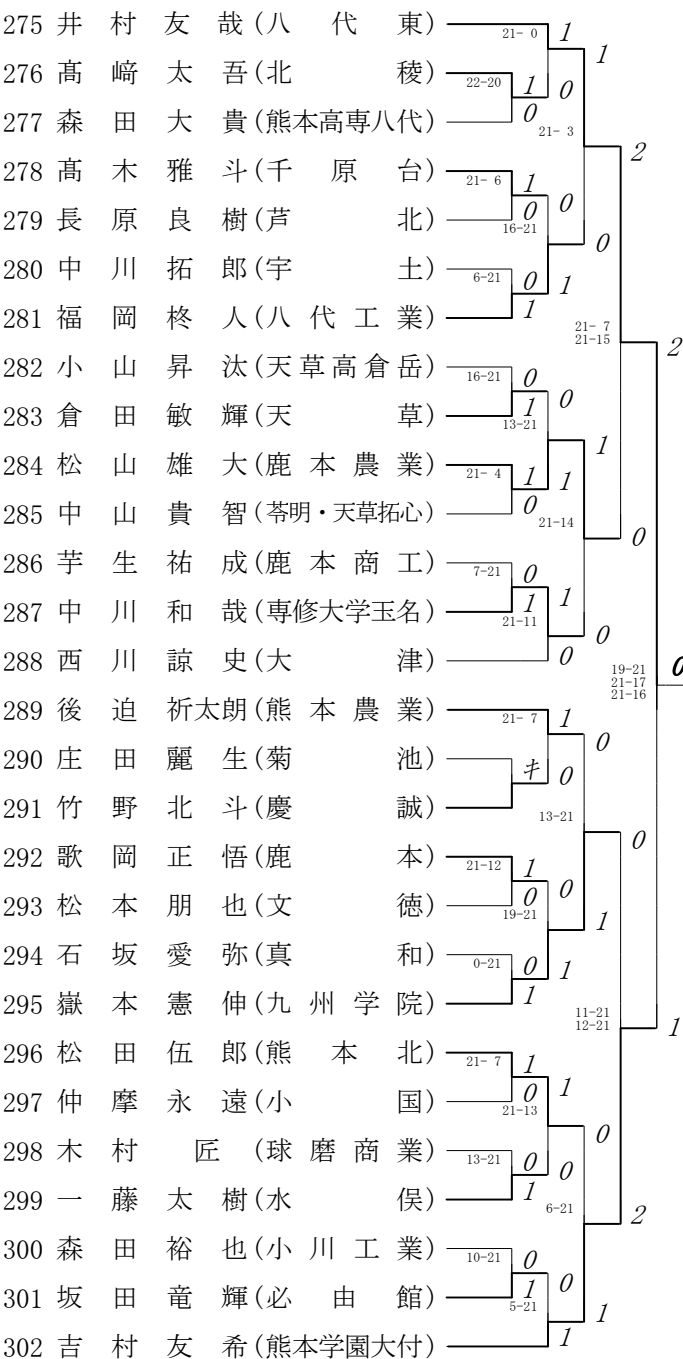 275 井村友哉(八代東)
21- 0 1
1
276 髙﨑太吾(北稜)
22-20 1 0
277 森田大貴(熊本高専八代)
0
21- 3
2
278 髙木雅斗(千原台)
21- 6 1
0
279 長原良樹(芦北)
0
16-21
0
280 中川拓郎(宇土)
6-21 0
1
281 福岡柊人(八代工業)
1
21- 7
21-15
2
282 小山昇汰(天草高倉岳)
16-21 0
0
283 倉田敏輝(天草)
1
13-21
1
284 松山雄大(鹿本農業)
21- 4 1
1
285 中山貴智(苓明・天草拓心)
0
21-14
0
286 芋生祐成(鹿本商工)
7-21 0
1
287 中川和哉(専修大学玉名)
1
21-11
0
288 西川諒史(大津)
0
19-21
21-17
21-16
0
289 後迫祈太朗(熊本農業)
21- 7 1
0
290 庄田麗生(菊池)
キ 0
291 竹野北斗(慶誠)
13-21
0
292 歌岡正悟(鹿本)
21-12 1
0
293 松本朋也(文徳)
0
19-21
1
294 石坂愛弥(真和)
0-21 0
1
295 嶽本憲伸(九州学院)
1
11-21
12-21
1
296 松田伍郎(熊本北)
21- 7 1
1
297 仲摩永遠(小国)
0
21-13
0
298 木村匠(球磨商業)
13-21 0
0
299 一藤太樹(水俣)
1
6-21
2
300 森田裕也(小川工業)
10-21 0
0
301 坂田竜輝(必由館)
1
5-21
1
302 吉村友希(熊本学園大付)
1